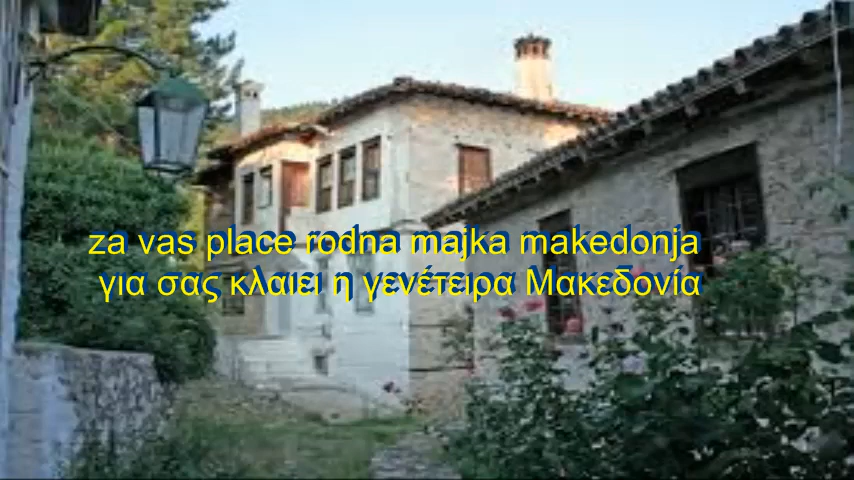 za vas place rodna majka makedonja
για σας κλαιει η γενέτειρα Μακεδονία